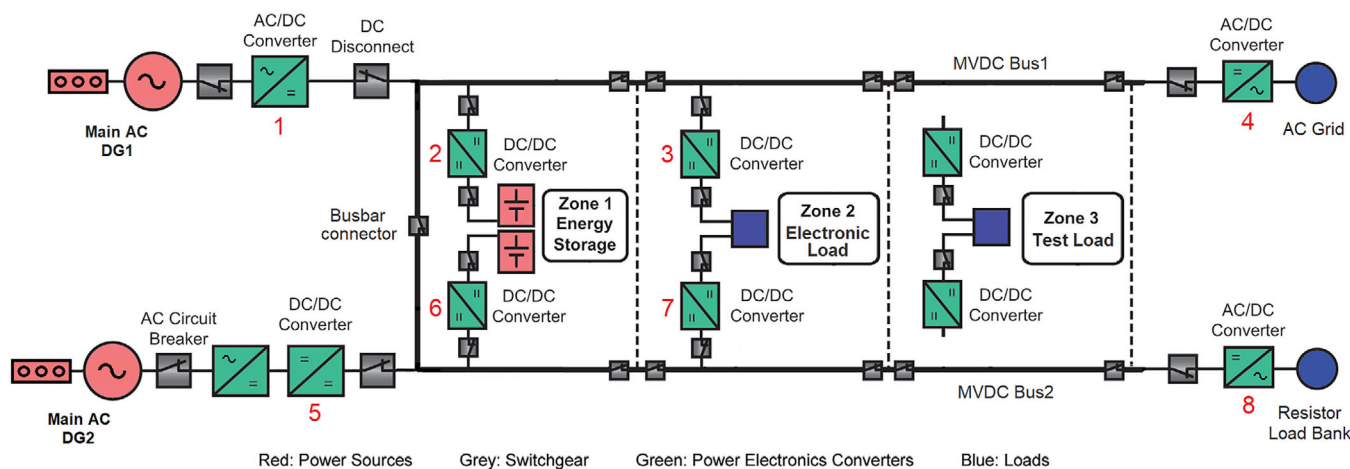 AC/DC
Converter
DC
Disconnect
AC/DC
Converter
MVDC Bus1
1
4
Main AC
DG1
AC Grid
2
DC/DC
Converter
3
DC/DC
Converter
DC/DC
Converter
Zone 1
Energy
Storage
Zone 2
Electronic
Load
Zone 3
Test Load
Busbar
connector
6
DC/DC
Converter
7
DC/DC
Converter
DC/DC
Converter
AC Circuit
Breaker
DC/DC
Converter
AC/DC
Converter
MVDC Bus2
5
8
Main AC
DG2
Resistor
Load Bank
Red: Power Sources
Grey: Switchgear
Green: Power Electronics Converters
Blue: Loads